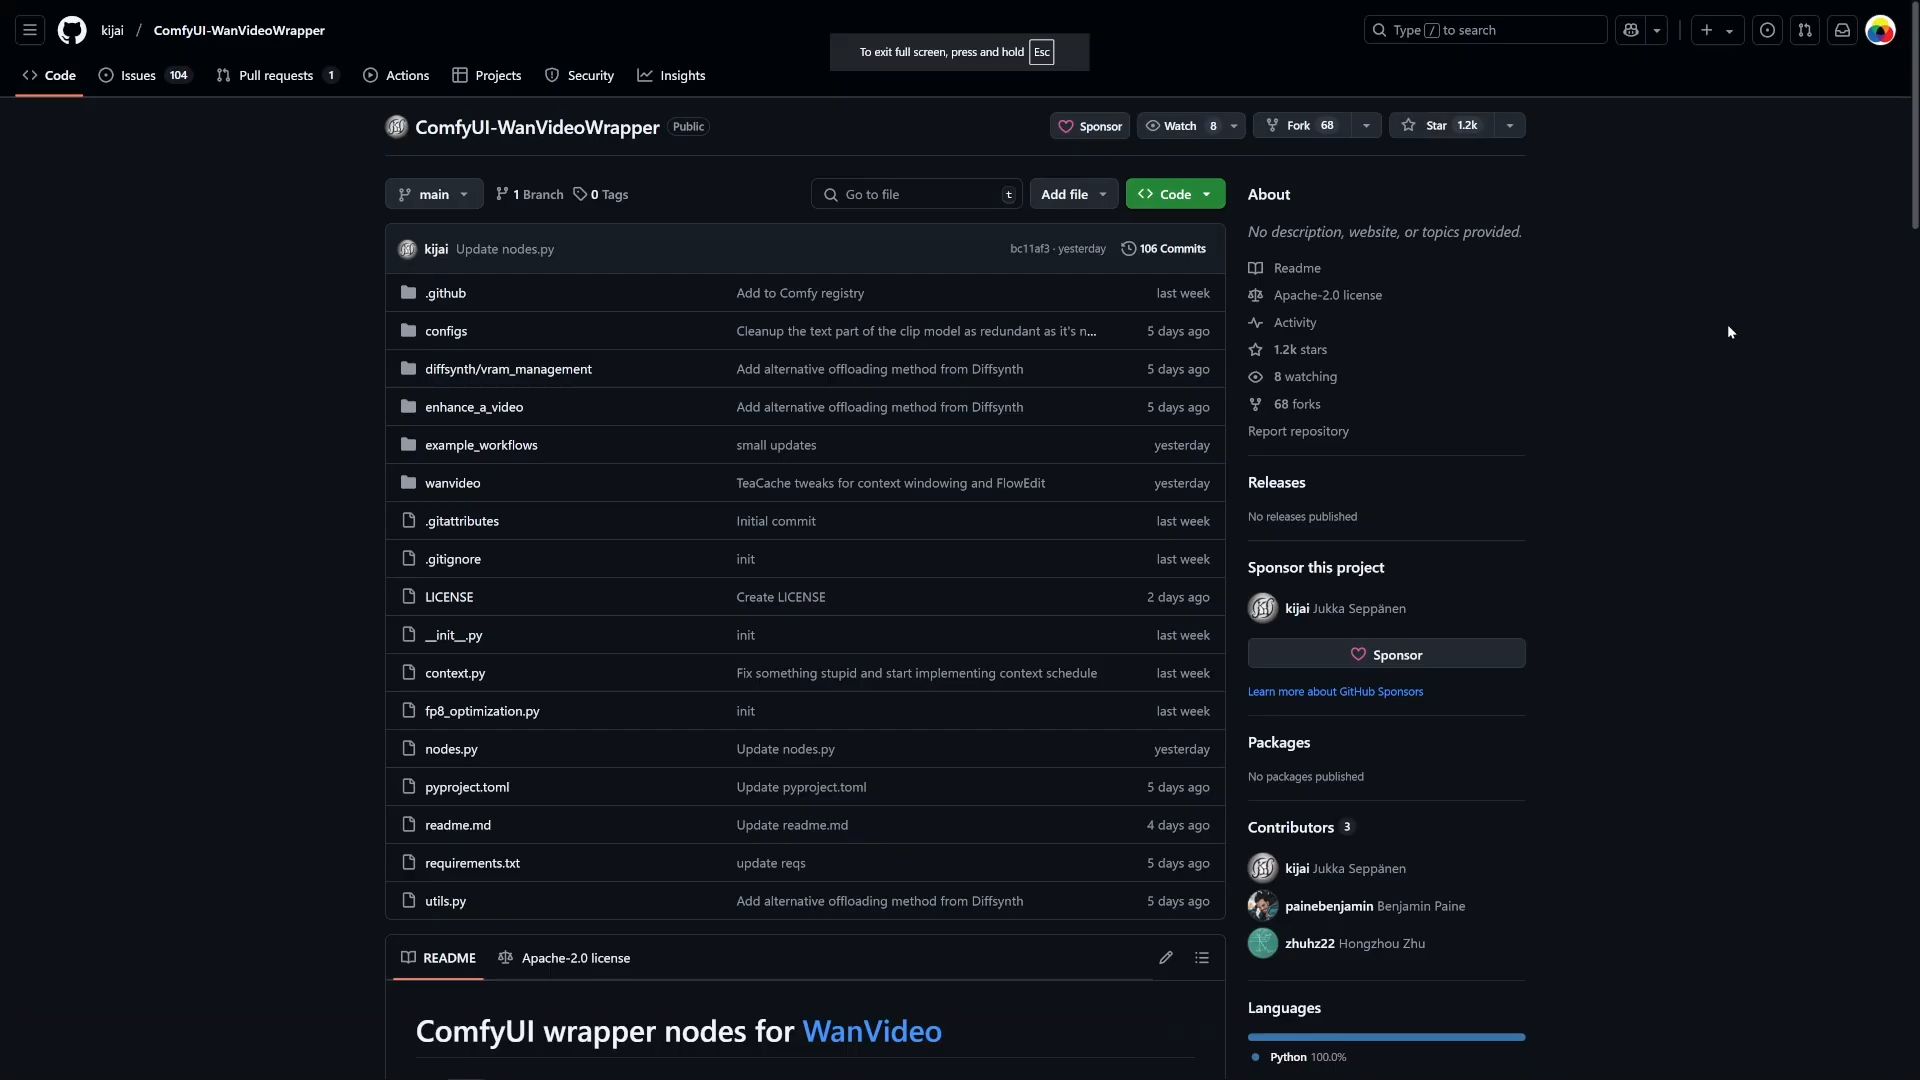 kijai / ComfyUI-WanVideoWrapper
Type / to search
To exit full screen, press and hold Esc
Code
Issues 104
Pull requests 1
Actions
Projects
Security
Insights
ComfyUI-WanVideoWrapper Public
Sponsor
Watch 8
Fork 68
Star 1.2k
main
1 Branch
0 Tags
Go to file t
Add file
Code
kijai Update nodes.py bc11af3 · yesterday 106 Commits
.github Add to Comfy registry last week
configs Cleanup the text part of the clip model as redundant as it's n... 5 days ago
diffsynth/vram_management Add alternative offloading method from Diffsynth 5 days ago
enhance_a_video Add alternative offloading method from Diffsynth 5 days ago
example_workflows small updates yesterday
wanvideo TeaCache tweaks for context windowing and FlowEdit yesterday
.gitattributes Initial commit last week
.gitignore init last week
LICENSE Create LICENSE 2 days ago
__init__.py init last week
context.py Fix something stupid and start implementing context schedule last week
fp8_optimization.py init last week
nodes.py Update nodes.py yesterday
pyproject.toml Update pyproject.toml 5 days ago
readme.md Update readme.md 4 days ago
requirements.txt update reqs 5 days ago
utils.py Add alternative offloading method from Diffsynth 5 days ago
README
Apache-2.0 license
ComfyUI wrapper nodes for WanVideo
About
No description, website, or topics provided.
Readme
Apache-2.0 license
Activity
1.2k stars
8 watching
68 forks
Report repository
Releases
No releases published
Sponsor this project
kijai Jukka Seppänen
Sponsor
Learn more about GitHub Sponsors
Packages
No packages published
Contributors 3
kijai Jukka Seppänen
painebenjamin Benjamin Paine
zhuhz22 Hongzhou Zhu
Languages
Python 100.0%